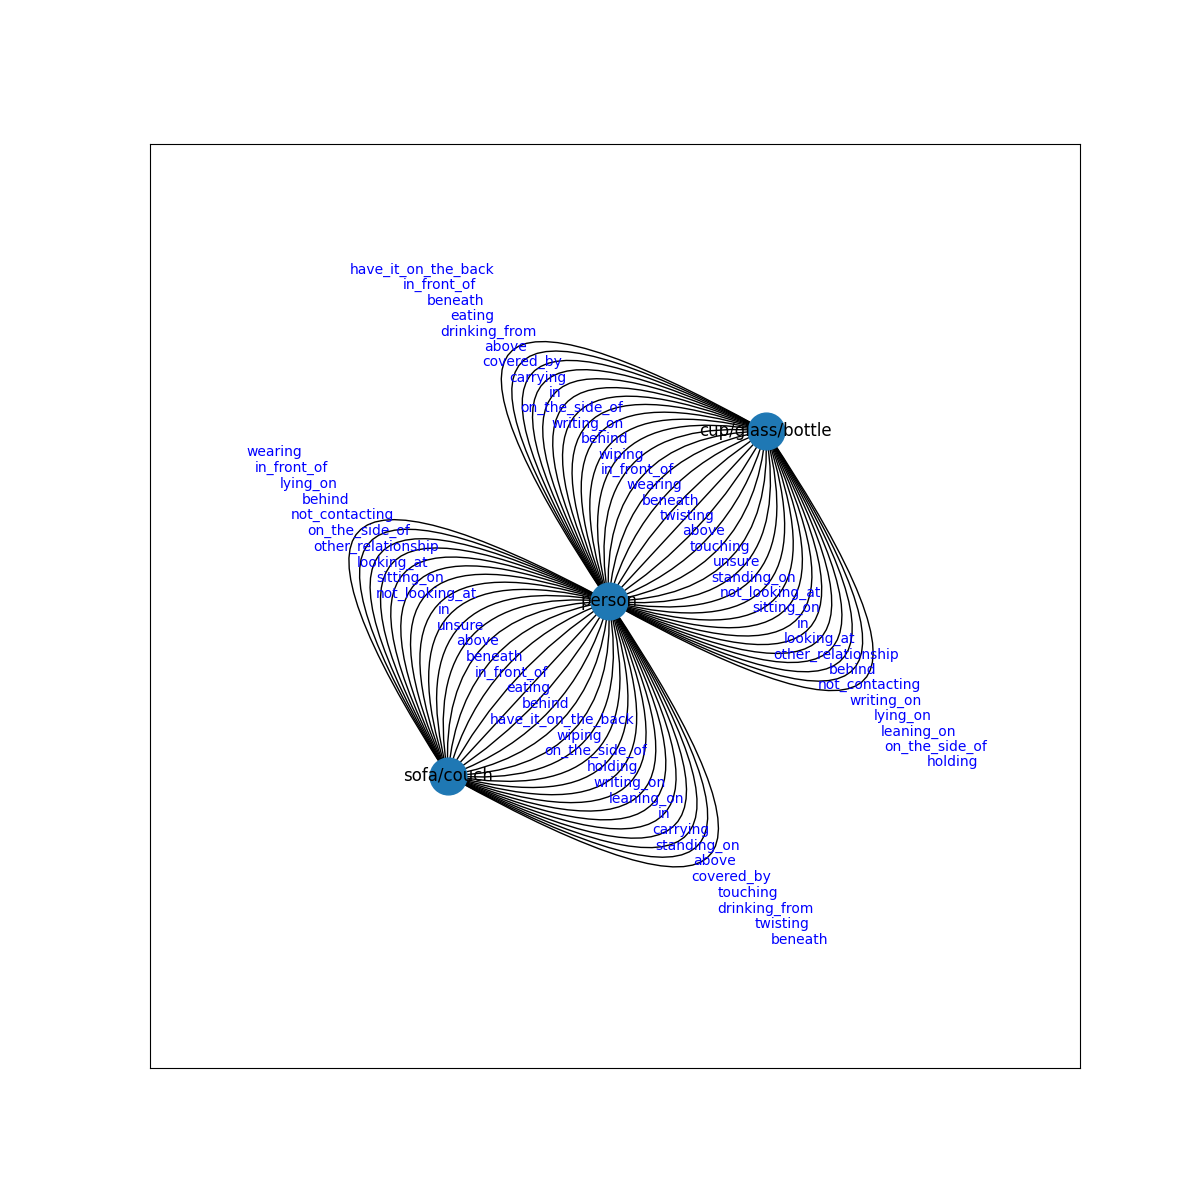 have_it_on_the_back
in_front_of
beneath
eating
drinking_from
above
covered_by
carrying
in
on_the_side_of
writing_on
behind
wiping
in_front_of
wearing
beneath
twisting
above
touching
unsure
standing_on
not_looking_at
sitting_on
in
looking_at
other_relationship
behind
not_contacting
writing_on
lying_on
leaning_on
on_the_side_of
holding
cup/glass/bottle
person
wearing
in_front_of
lying_on
behind
not_contacting
on_the_side_of
other_relationship
looking_at
sitting_on
not_looking_at
in
unsure
above
beneath
in_front_of
eating
behind
have_it_on_the_back
wiping
on_the_side_of
holding
writing_on
leaning_on
in
carrying
standing_on
above
covered_by
touching
drinking_from
twisting
beneath
sofa/couch